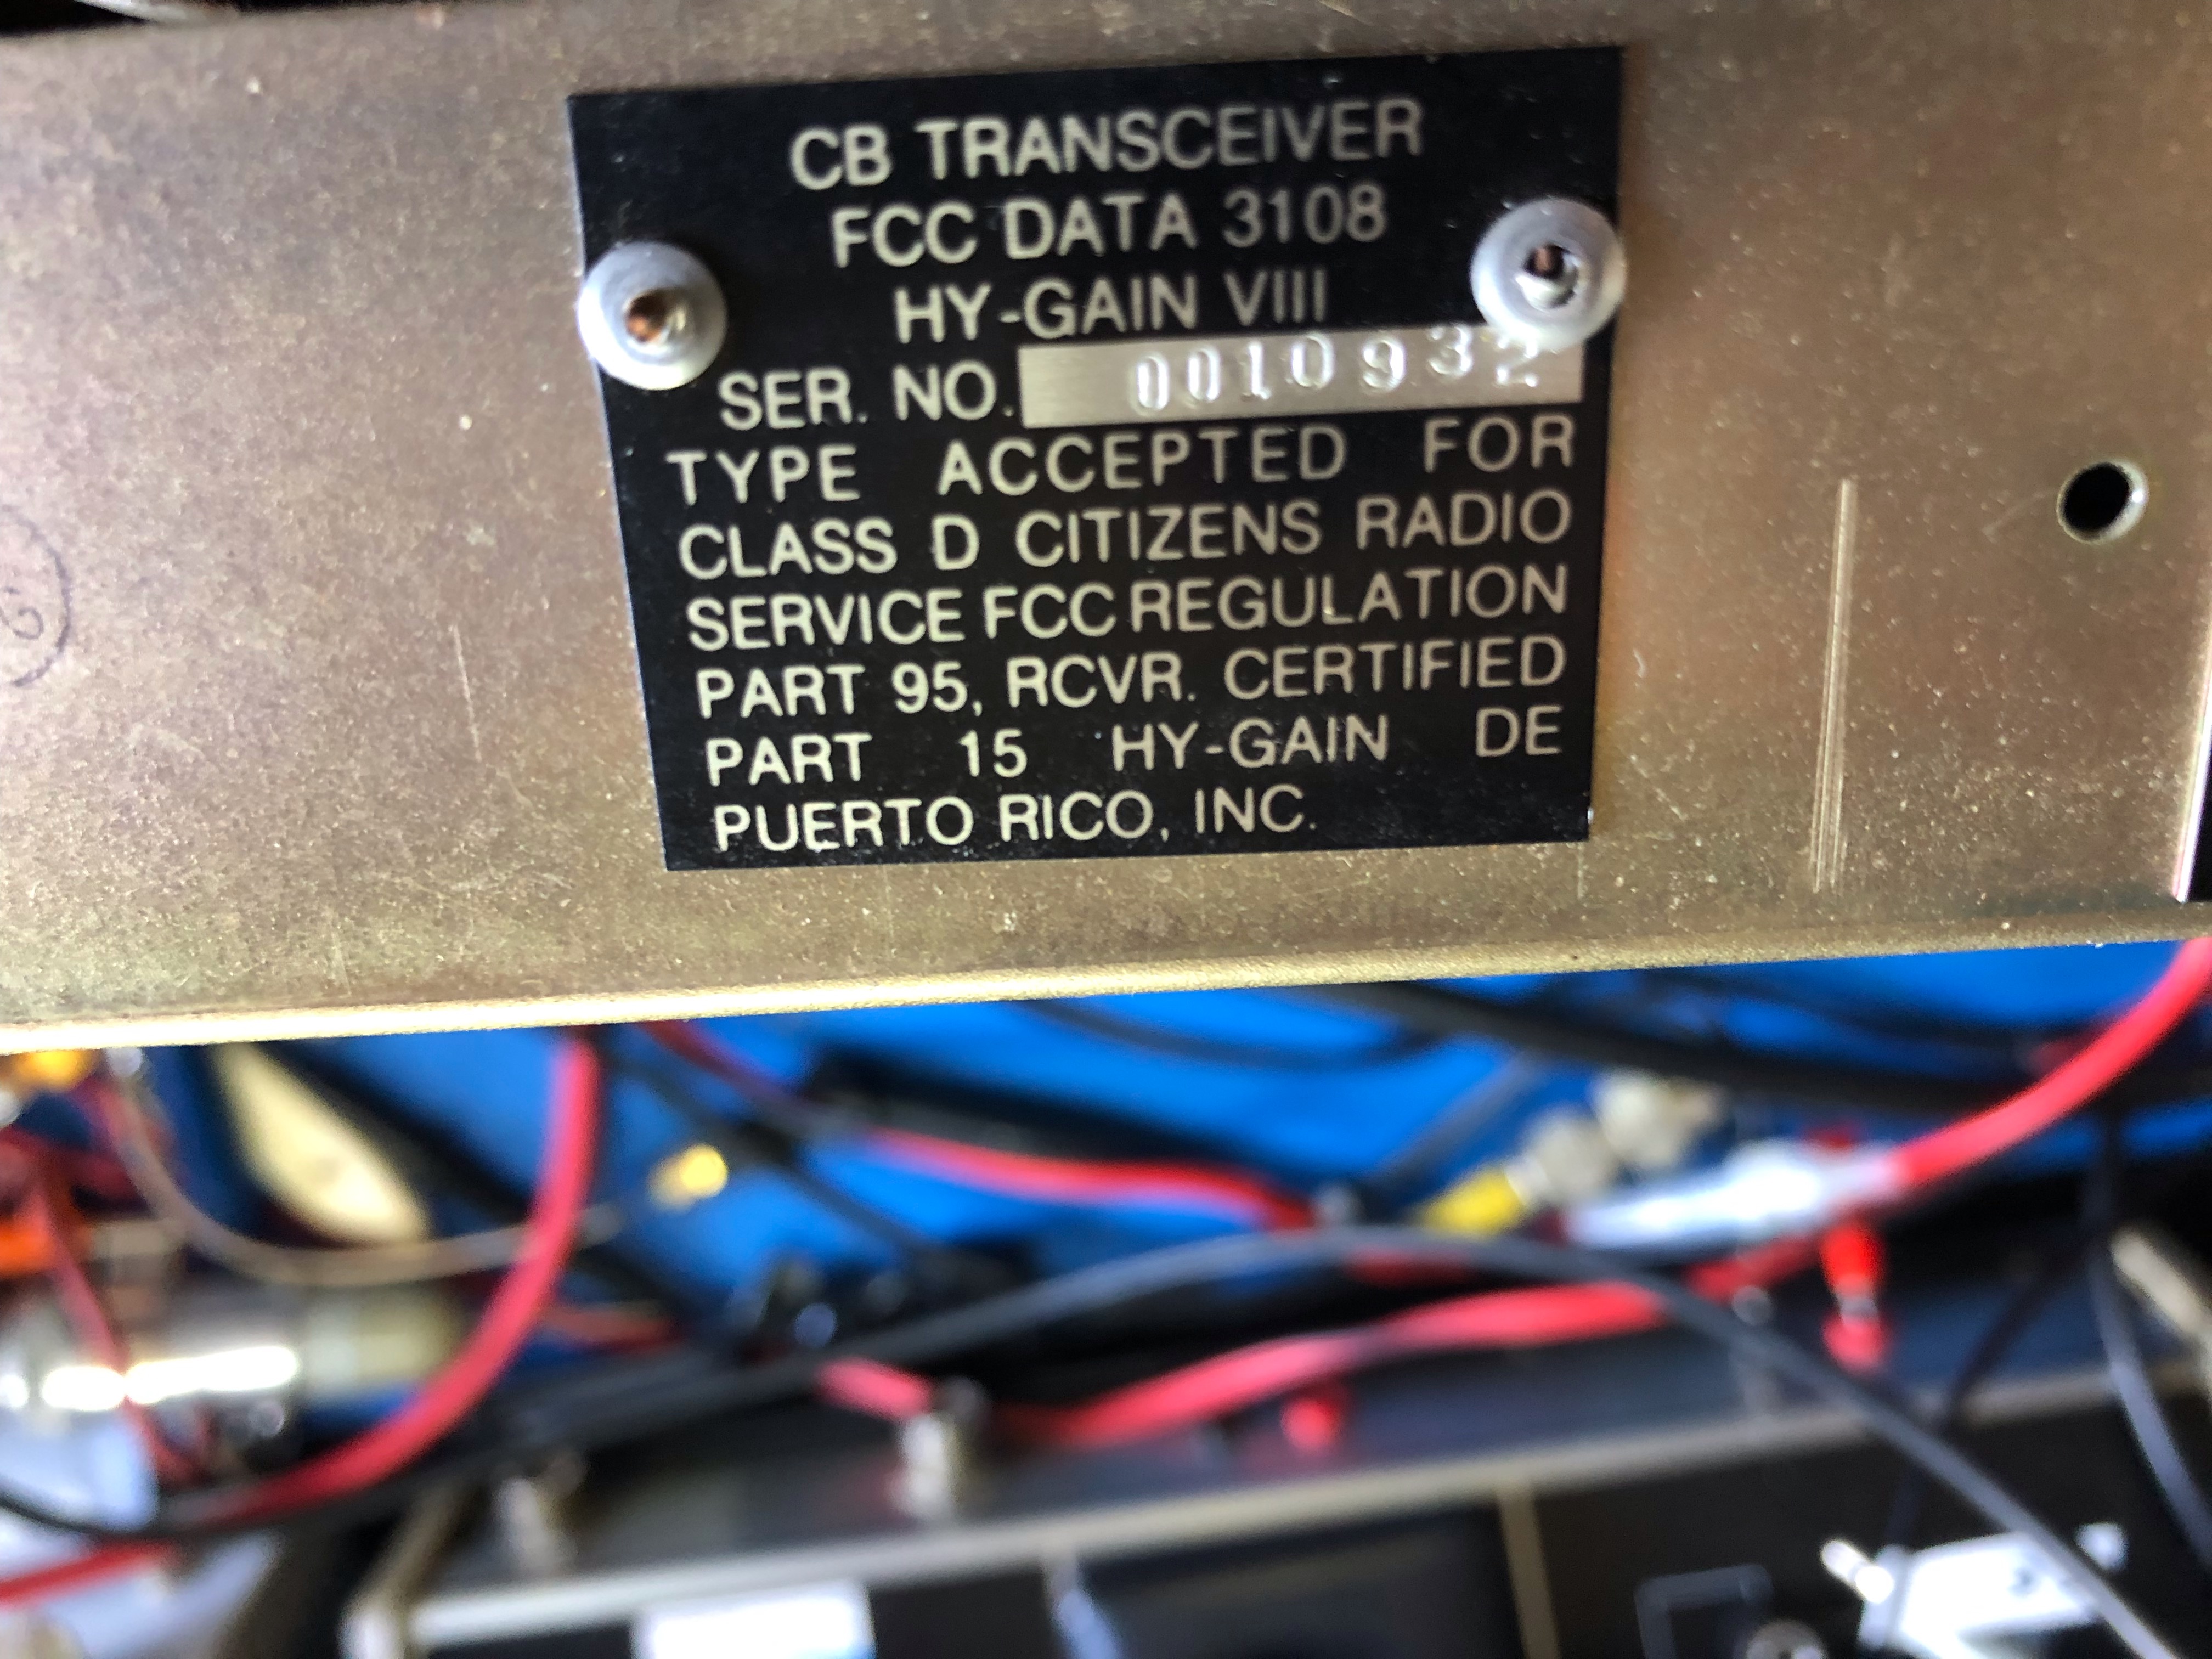 CB TRANSCEIVER
FCC DATA 3108
HY-GAIN VIII
SER. NO. 0010932
TYPE ACCEPTED FOR
CLASS D CITIZENS RADIO
SERVICE FCC REGULATION
PART 95, RCVR. CERTIFIED
PART 15 HY-GAIN DE
PUERTO RICO, INC.